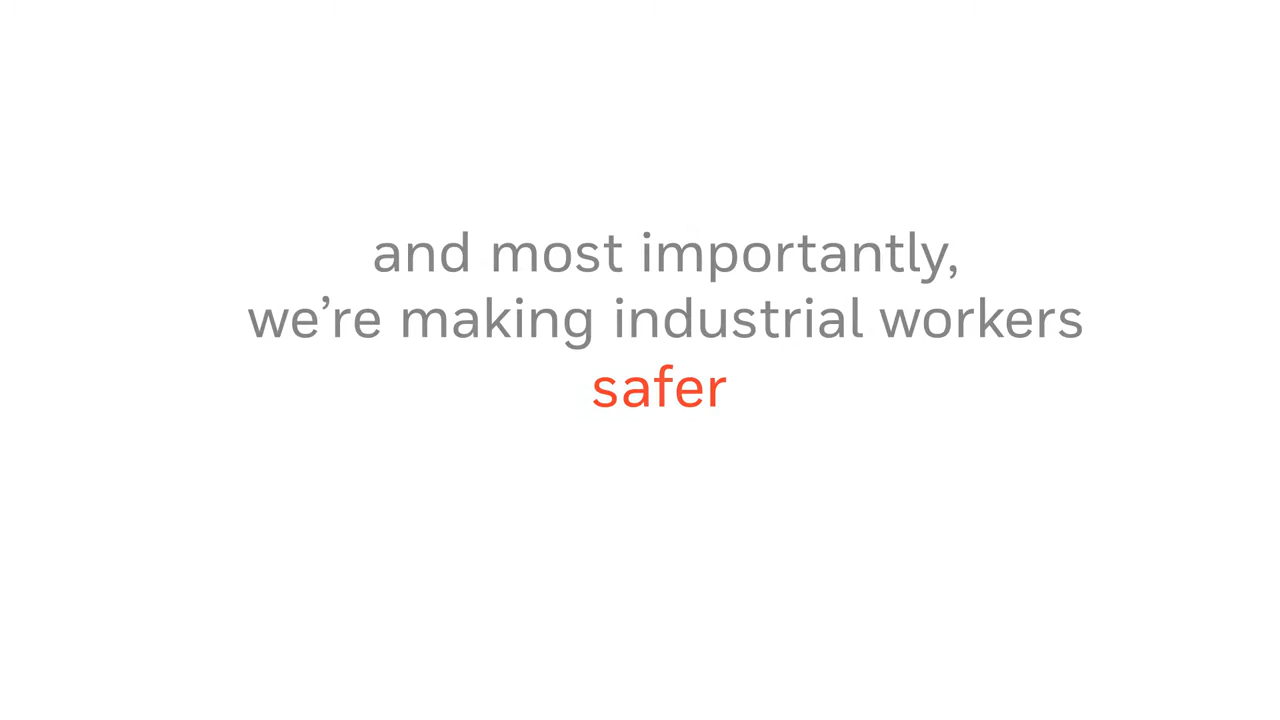 and most importantly,
we’re making industrial workers
safer